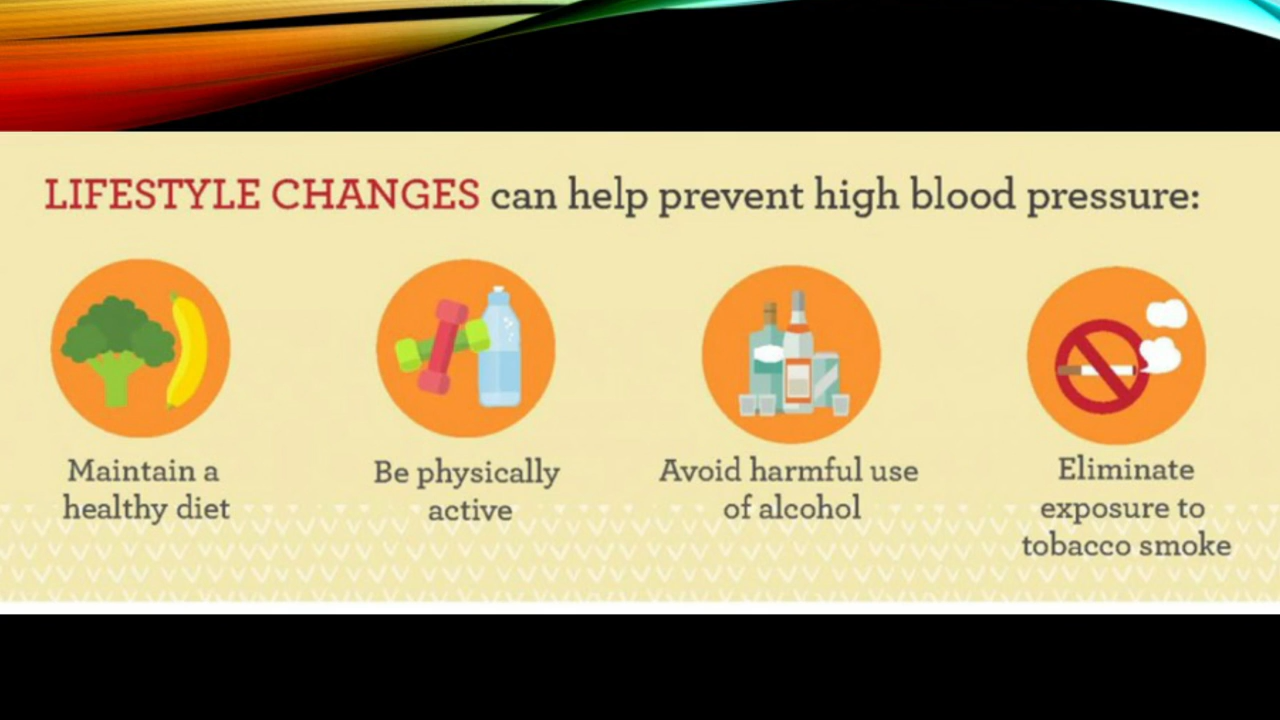 LIFESTYLE CHANGES can help prevent high blood pressure:
Maintain a
healthy diet
Be physically
active
Avoid harmful use
of alcohol
Eliminate
exposure to
tobacco smoke